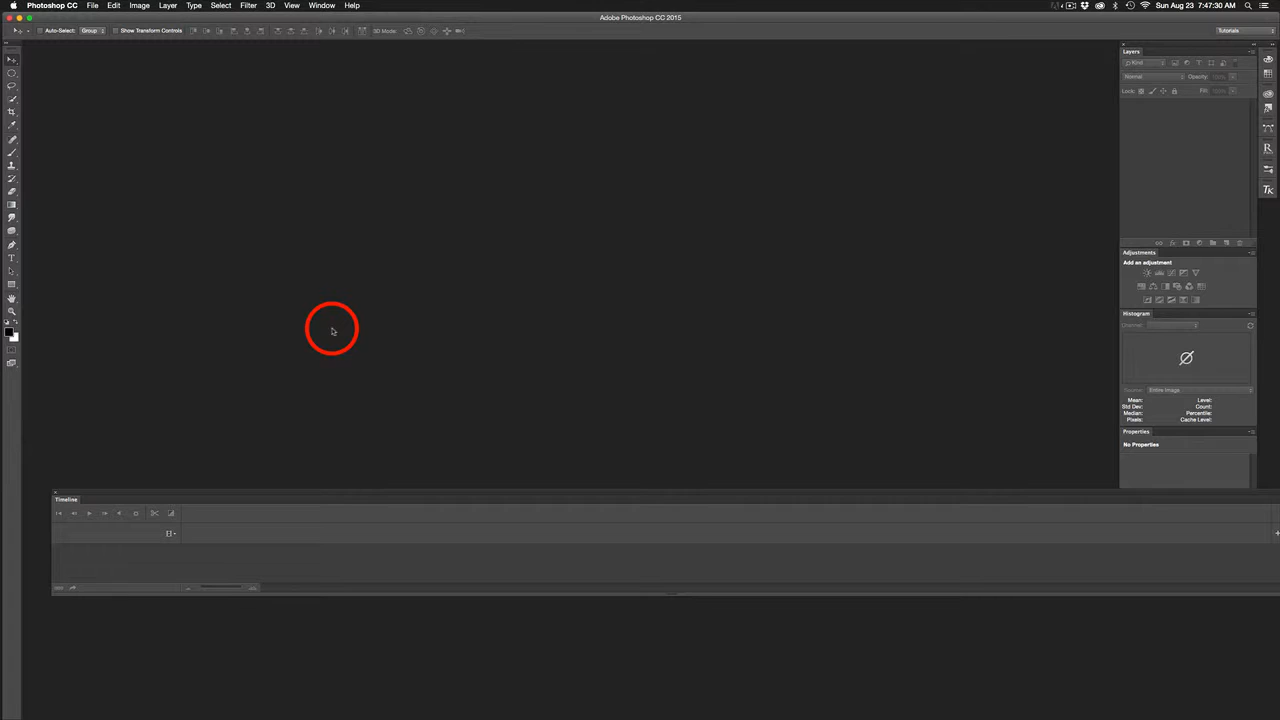 Photoshop CC File Edit Image Layer Type Select Filter 3D View Window Help
Sun Aug 23 7:47:30 AM
Adobe Photoshop CC 2015
Auto-Select: Group Show Transform Controls 3D Mode: Tutorials
Layers
Kind
Normal Opacity:
Lock: Fill:
Adjustments
Add an adjustment
Histogram
Channel:
Source: Entire Image
Mean: Level:
Std Dev: Count:
Median: Percentile:
Pixels: Cache Level:
Properties
No Properties
Timeline
TK